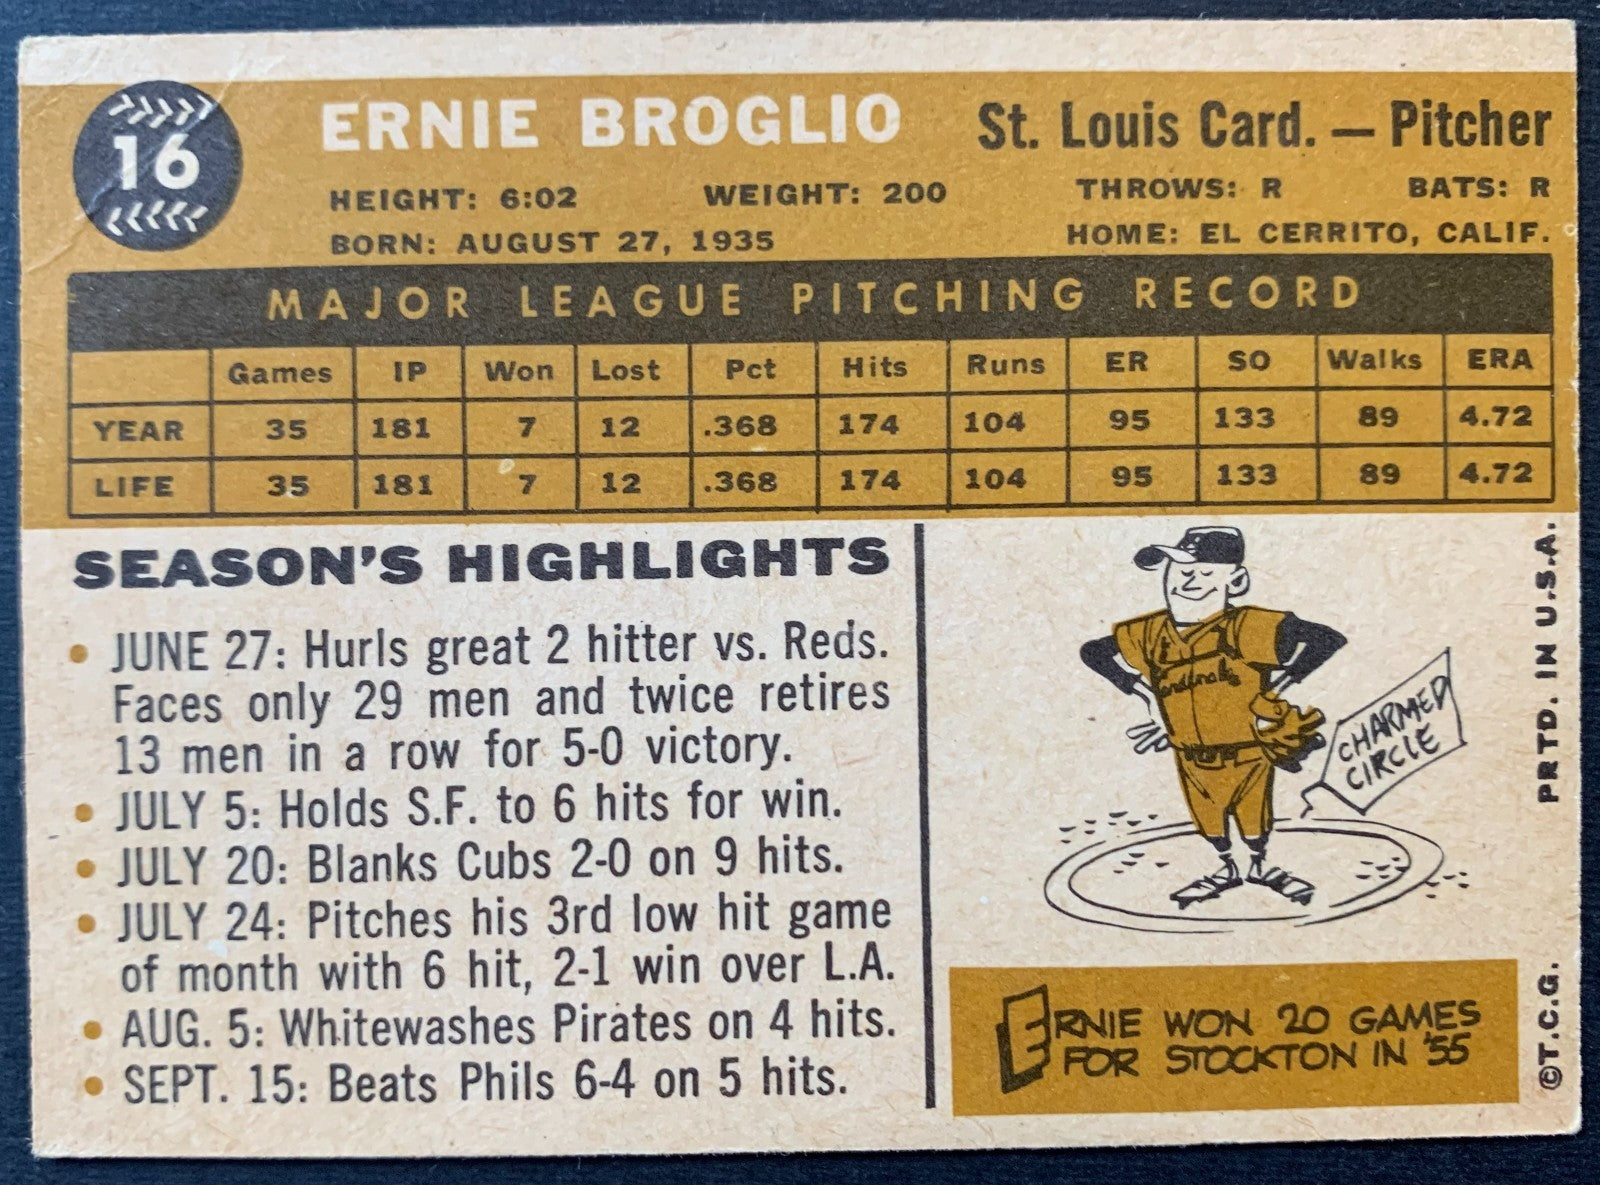 16
ERNIE BROGLIO
St. Louis Card. — Pitcher
HEIGHT: 6:02 WEIGHT: 200 THROWS: R BATS: R
BORN: AUGUST 27, 1935 HOME: EL CERRITO, CALIF.
MAJOR LEAGUE PITCHING RECORD
Games IP Won Lost Pct Hits Runs ER SO Walks ERA
YEAR 35 181 7 12 .368 174 104 95 133 89 4.72
LIFE 35 181 7 12 .368 174 104 95 133 89 4.72
SEASON'S HIGHLIGHTS
• JUNE 27: Hurls great 2 hitter vs. Reds.
Faces only 29 men and twice retires
13 men in a row for 5-0 victory.
• JULY 5: Holds S.F. to 6 hits for win.
• JULY 20: Blanks Cubs 2-0 on 9 hits.
• JULY 24: Pitches his 3rd low hit game
of month with 6 hit, 2-1 win over L.A.
• AUG. 5: Whitewashes Pirates on 4 hits.
• SEPT. 15: Beats Phils 6-4 on 5 hits.
CHARMED
CIRCLE
ERNIE WON 20 GAMES
FOR STOCKTON IN '55
©T.C.G. PRTD. IN U.S.A.